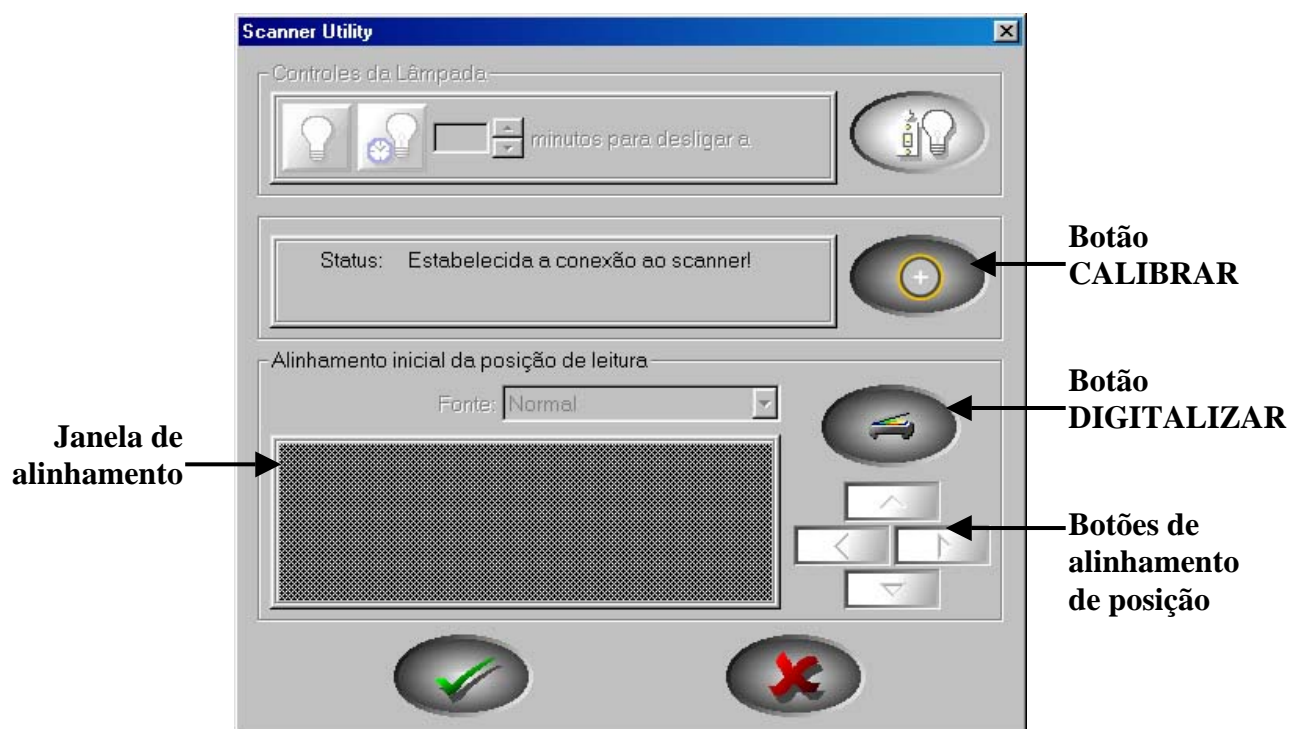 Scanner Utility
Controles da Lâmpada
minutos para desligar a
Status: Estabelecida a conexão ao scanner!
Botão
CALIBRAR
Alinhamento inicial da posição de leitura
Fonte: Normal
Botão
DIGITALIZAR
Janela de
alinhamento
Botões de
alinhamento
de posição